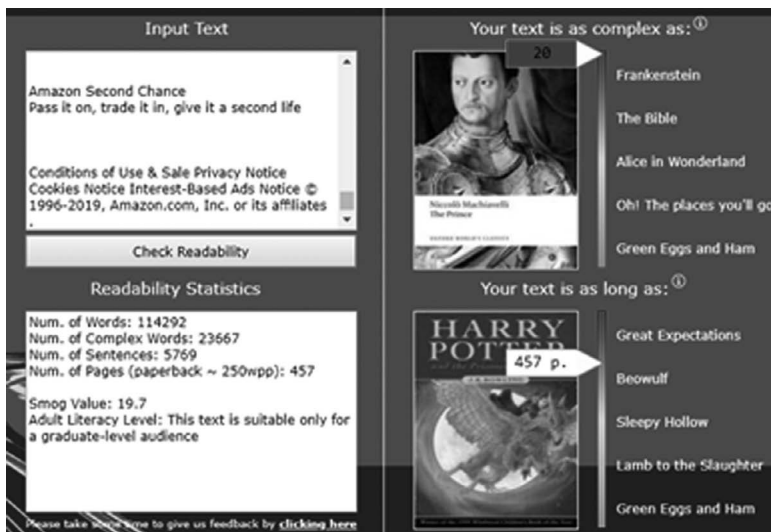 Input Text
Amazon Second Chance
Pass it on, trade it in, give it a second life
Conditions of Use & Sale Privacy Notice
Cookies Notice Interest-Based Ads Notice ©
1996-2019, Amazon.com, Inc. or its affiliates
.
Check Readability
Readability Statistics
Num. of Words: 114292
Num. of Complex Words: 23667
Num. of Sentences: 5769
Num. of Pages (paperback ~ 250wpp): 457
Smog Value: 19.7
Adult Literacy Level: This text is suitable only for
a graduate-level audience
Please take some time to give us feedback by clicking here
Your text is as complex as:
20
Niccolò Machiavelli
The Prince
OXFORD WORLD'S CLASSICS
Frankenstein
The Bible
Alice in Wonderland
Oh! The places you'll go
Green Eggs and Ham
Your text is as long as:
HARRY
POTTER
and the Prisoner
J.K. ROWLING
457 p.
Great Expectations
Beowulf
Sleepy Hollow
Lamb to the Slaughter
Green Eggs and Ham